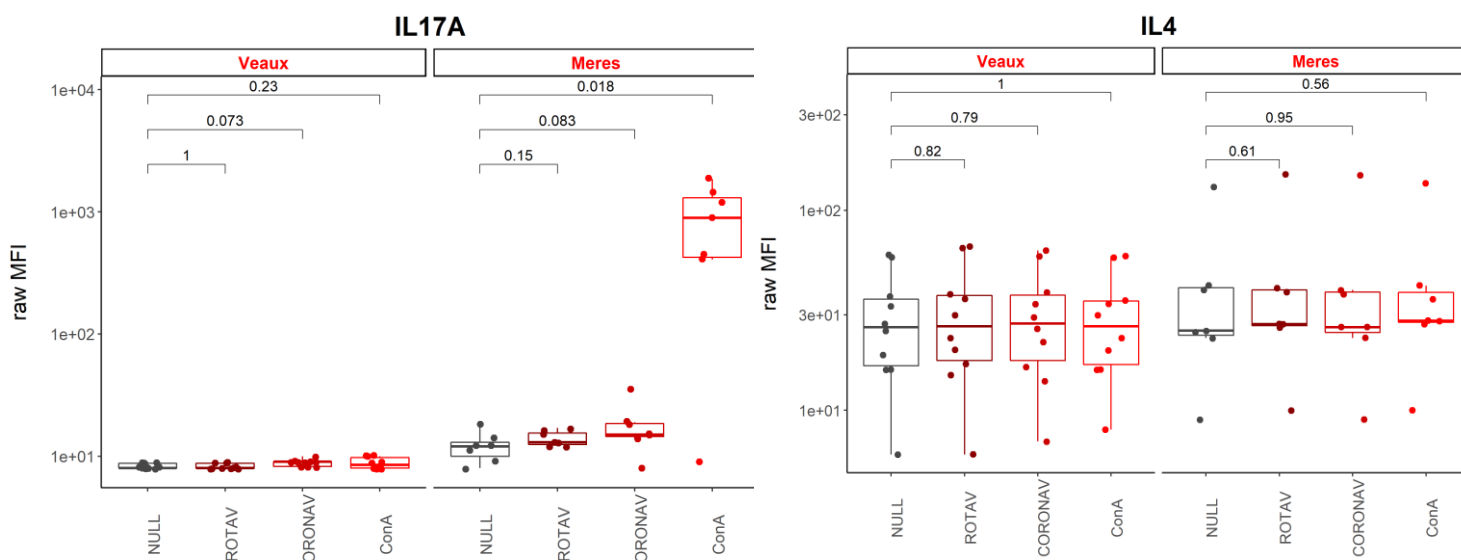 IL17A
Veaux
Meres
raw MFI
1e+04
1e+03
1e+02
1e+01
0.23
0.073
1
0.018
0.083
0.15
NULL
ROTAV
ORONAV
ConA
NULL
ROTAV
ORONAV
ConA
IL4
Veaux
Meres
raw MFI
3e+02
1e+02
3e+01
1e+01
1
0.79
0.82
0.56
0.95
0.61
NULL
ROTAV
CORONAV
ConA
NULL
ROTAV
CORONAV
ConA